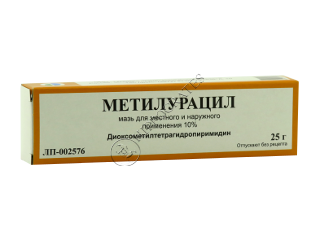 МЕТИЛУРАЦИЛ
мазь для местного и наружного
применения 10%
Диоксометилтетрагидропиримидин
25 г
Отпускают без рецепта
ЛП-002576